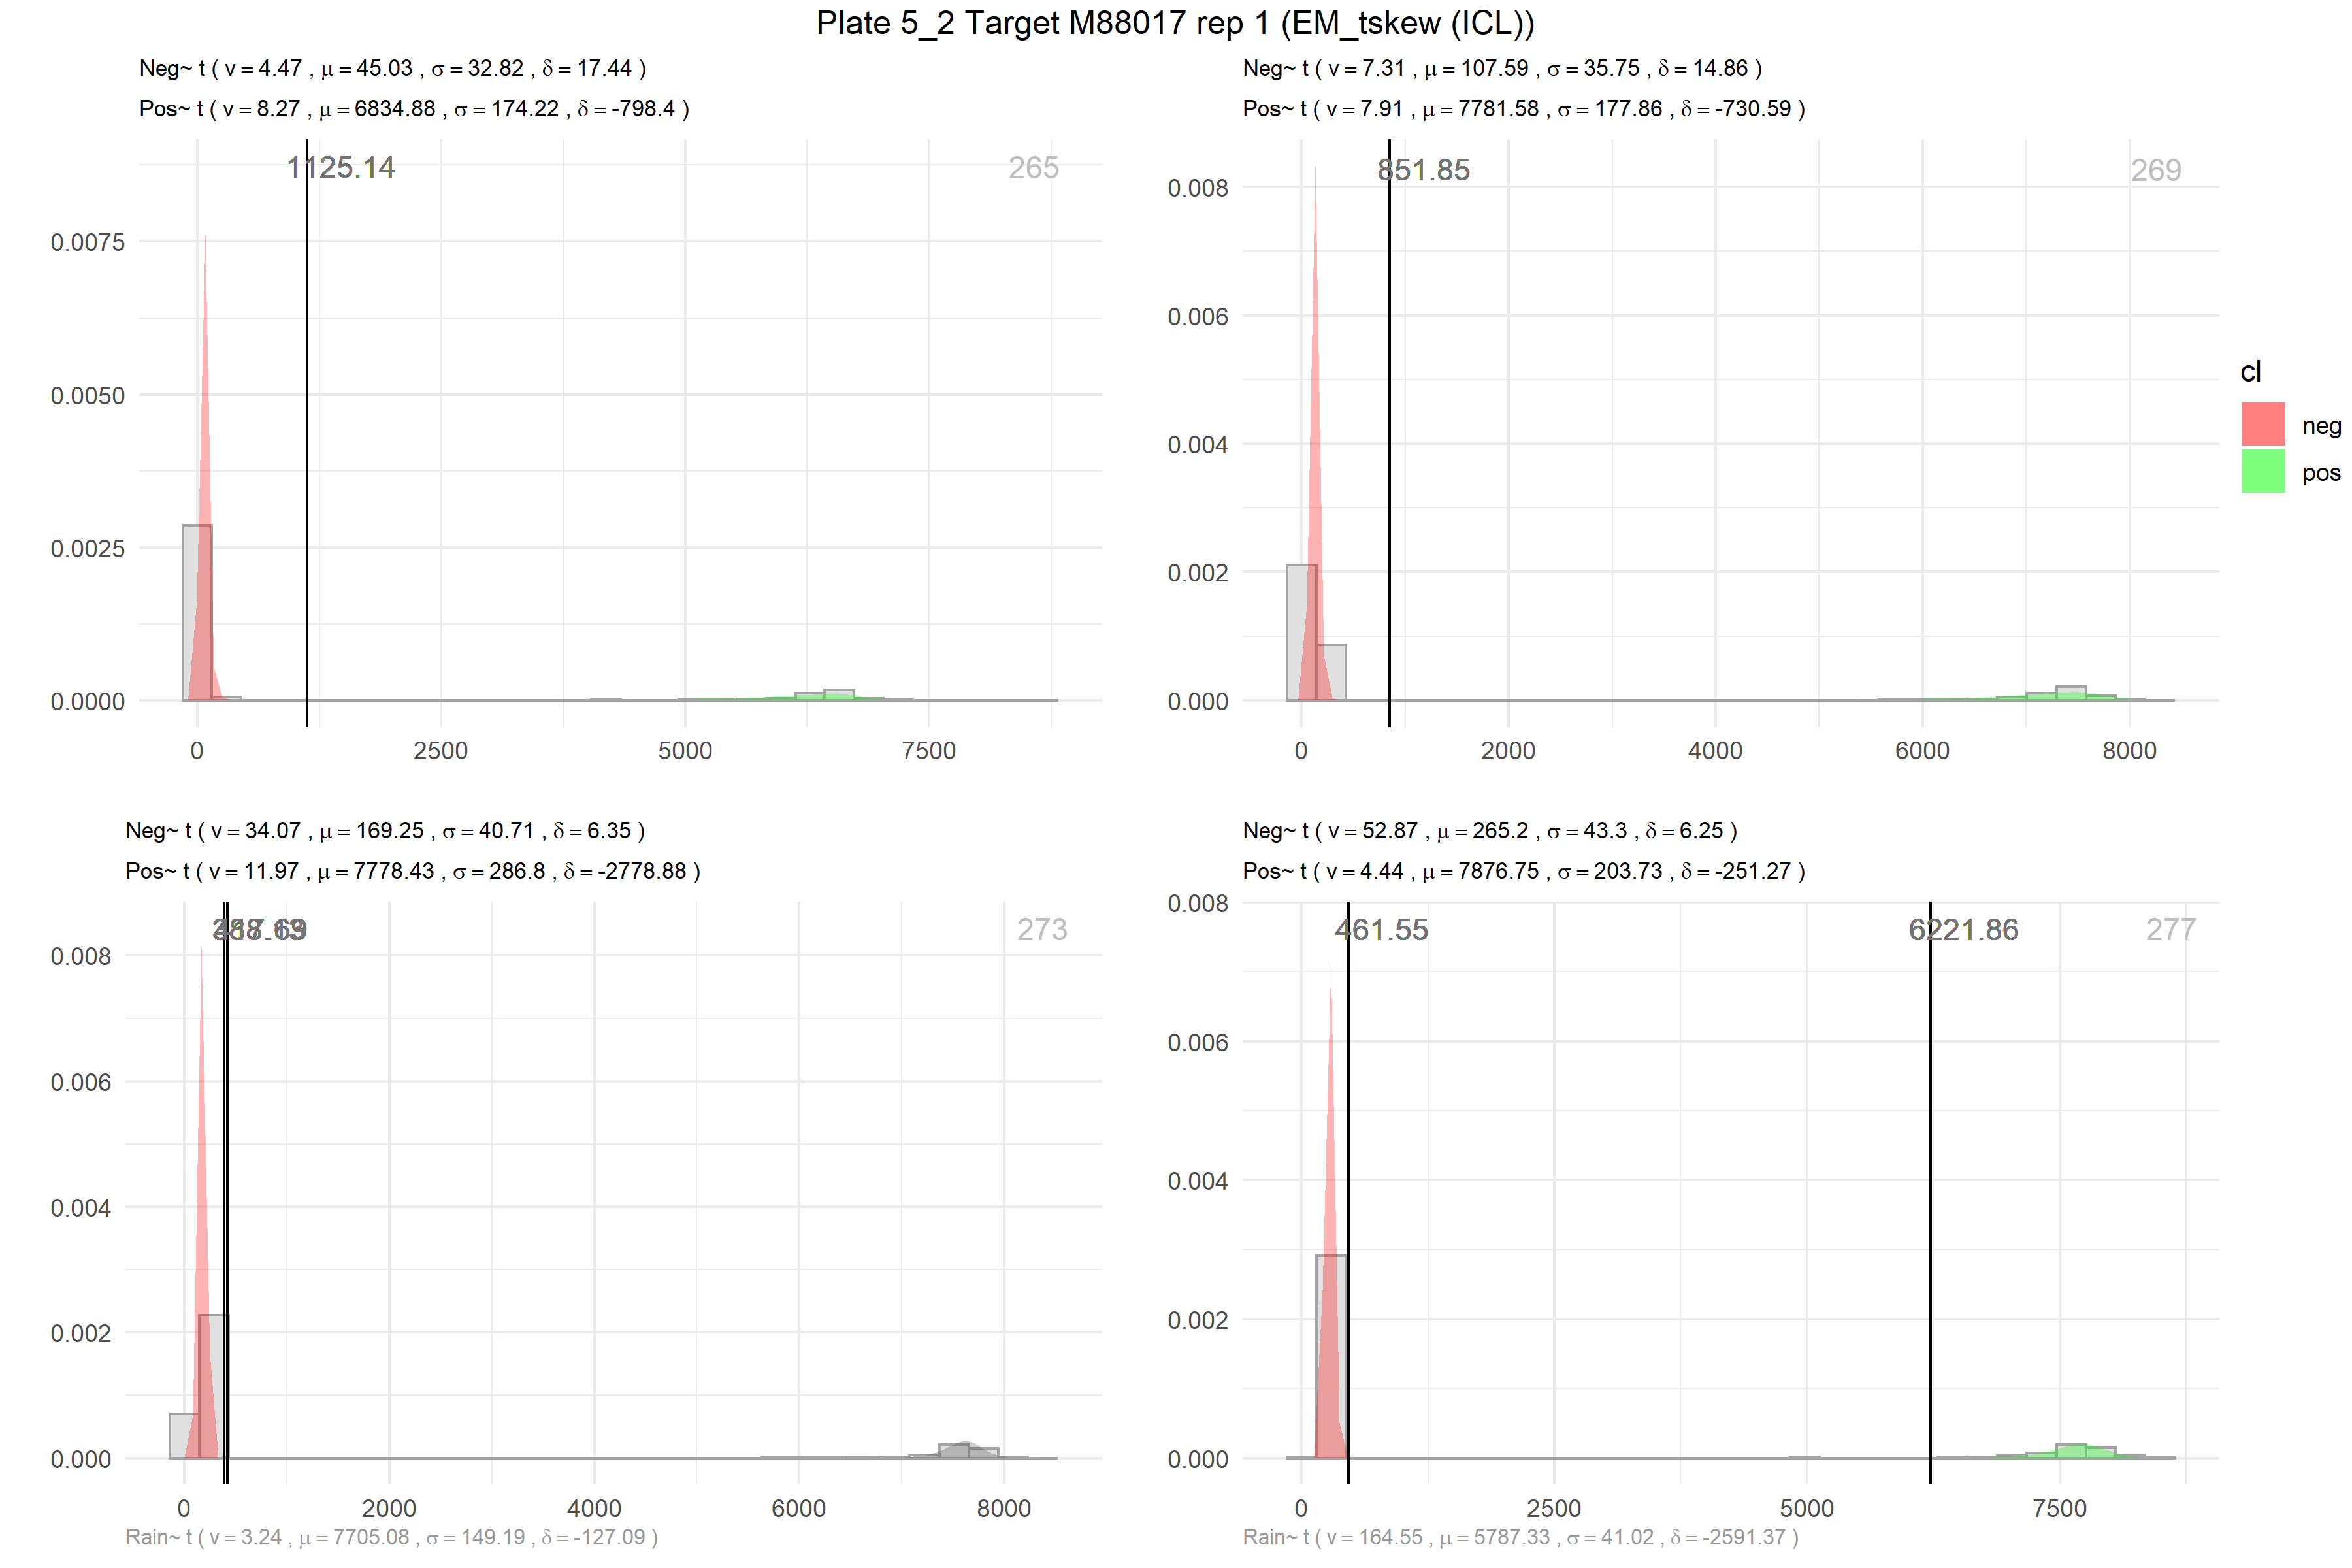 Plate 5_2 Target M88017 rep 1 (EM_tskew (ICL))
Neg~ t ( ν = 4.47 , μ = 45.03 , σ = 32.82 , δ = 17.44 )
Pos~ t ( ν = 8.27 , μ = 6834.88 , σ = 174.22 , δ = -798.4 )
1125.14
265
0.0075
0.0050
0.0025
0.0000
0 2500 5000 7500
Neg~ t ( ν = 7.31 , μ = 107.59 , σ = 35.75 , δ = 14.86 )
Pos~ t ( ν = 7.91 , μ = 7781.58 , σ = 177.86 , δ = -730.59 )
851.85
269
0.008
0.006
0.004
0.002
0.000
0 2000 4000 6000 8000
cl
neg
pos
Neg~ t ( ν = 34.07 , μ = 169.25 , σ = 40.71 , δ = 6.35 )
Pos~ t ( ν = 11.97 , μ = 7778.43 , σ = 286.8 , δ = -2778.88 )
273
0.008
0.006
0.004
0.002
0.000
0 2000 4000 6000 8000
Rain~ t ( ν = 3.24 , μ = 7705.08 , σ = 149.19 , δ = -127.09 )
Neg~ t ( ν = 52.87 , μ = 265.2 , σ = 43.3 , δ = 6.25 )
Pos~ t ( ν = 4.44 , μ = 7876.75 , σ = 203.73 , δ = -251.27 )
461.55
6221.86
277
0.008
0.006
0.004
0.002
0.000
0 2500 5000 7500
Rain~ t ( ν = 164.55 , μ = 5787.33 , σ = 41.02 , δ = -2591.37 )